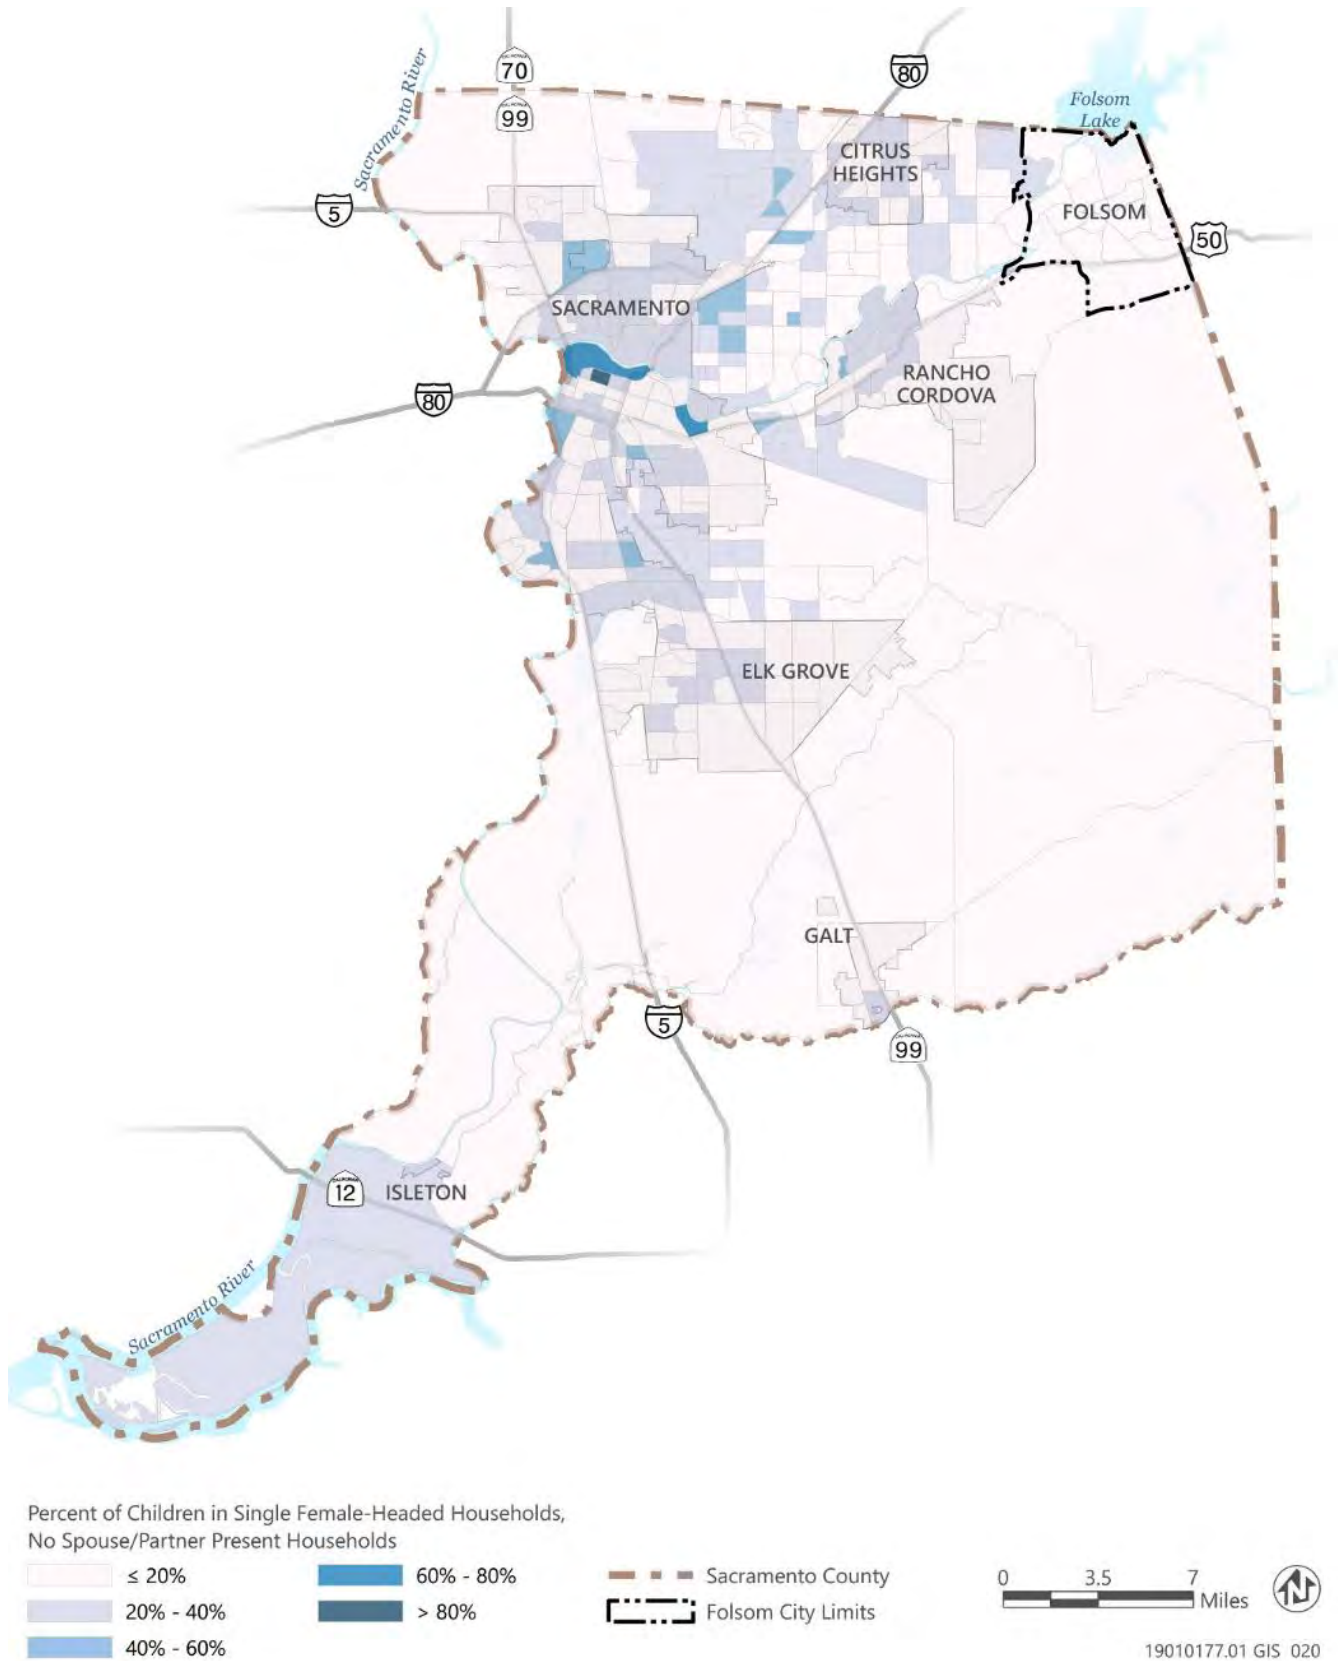 Sacramento River
70
99
80
Folsom
Lake
CITRUS
HEIGHTS
5
FOLSOM
50
SACRAMENTO
RANCHO
CORDOVA
80
ELK GROVE
GALT
5
99
12
ISLETON
Sacramento River
Percent of Children in Single Female-Headed Households,
No Spouse/Partner Present Households
≤ 20%
20% - 40%
40% - 60%
60% - 80%
> 80%
Sacramento County
Folsom City Limits
0 3.5 7
Miles
N
19010177.01 GIS 020